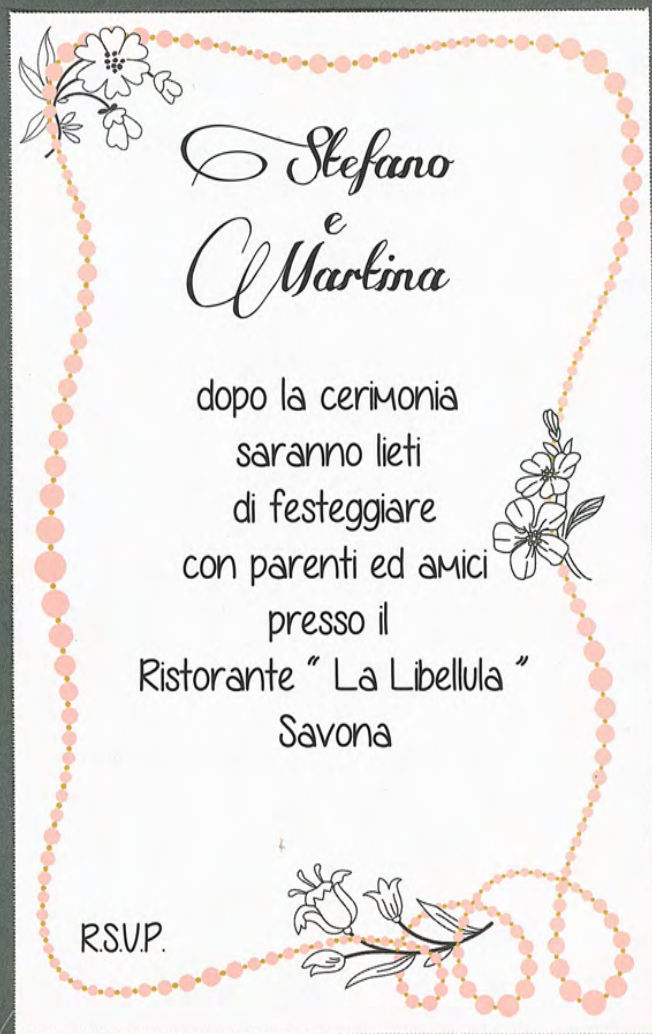 Stefano
e
Martina
dopo la cerimonia
saranno lieti
di festeggiare
con parenti ed amici
presso il
Ristorante “ La Libellula ”
Savona
R.S.V.P.